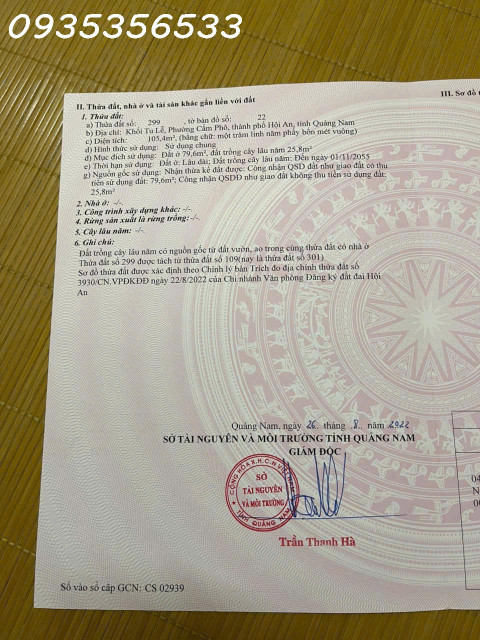 0935356533
II. Thửa đất, nhà ở và tài sản khác gắn liền với đất
III. Sơ đồ
1. Thửa đất:
a) Thửa đất số: 299 , tờ bản đồ số: 22
b) Địa chỉ: Khối Tu Lễ, Phường Cẩm Phô, thành phố Hội An, tỉnh Quảng Nam
c) Diện tích: 105,4m², (bằng chữ: một trăm linh năm phẩy bốn mét vuông)
d) Hình thức sử dụng: Sử dụng chung
đ) Mục đích sử dụng: Đất ở 79,6m², đất trồng cây lâu năm 25,8m²
e) Thời hạn sử dụng: Đất ở: Lâu dài; Đất trồng cây lâu năm: Đến ngày 01/11/2055
g) Nguồn gốc sử dụng: Nhận thừa kế đất được: Công nhận QSDĐ đất như giao đất có thu
tiền sử dụng đất: 79,6m²; Công nhận QSDĐ như giao đất không thu tiền sử dụng đất:
25,8m²
2. Nhà ở: -/-.
3. Công trình xây dựng khác: -/-.
4. Rừng sản xuất là rừng trồng: -/-.
5. Cây lâu năm: -/-.
6. Ghi chú:
Đất trồng cây lâu năm có nguồn gốc từ đất vườn, ao trong cùng thửa đất có nhà ở
Thửa đất số 299 được tách từ thửa đất số 109(nay là thửa đất số 301)
Sơ đồ thửa đất được xác định theo Chỉnh lý bản Trích đo địa chính thửa đất số
3930/CN.VPĐKĐĐ ngày 22/8/2022 của Chi nhánh Văn phòng Đăng ký đất đai Hội
An
Quảng Nam, ngày 26 tháng 8 năm 2022
SỞ TÀI NGUYÊN VÀ MÔI TRƯỜNG TỈNH QUẢNG NAM
GIÁM ĐỐC
CỘNG HÒA X.H.C.N VIỆT NAM
SỞ
TÀI NGUYÊN
VÀ MÔI TRƯỜNG
TỈNH QUẢNG NAM
Trần Thanh Hà
Số vào sổ cấp GCN: CS 02939